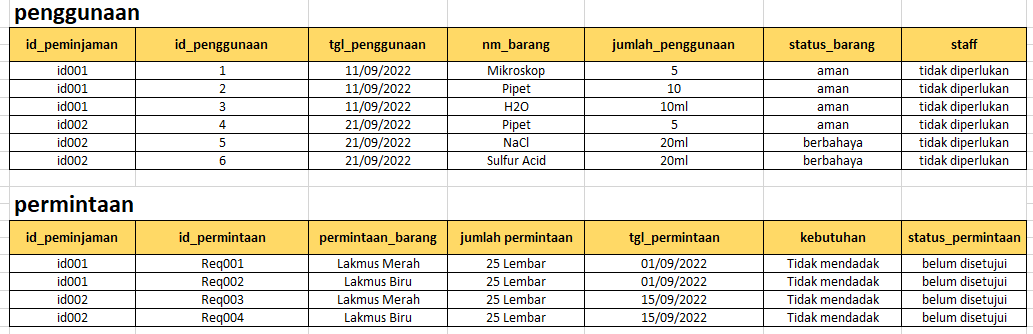 penggunaan
id_peminjaman id_penggunaan tgl_penggunaan nm_barang jumlah_penggunaan status_barang staff
id001 1 11/09/2022 Mikroskop 5 aman tidak diperlukan
id001 2 11/09/2022 Pipet 10 aman tidak diperlukan
id001 3 11/09/2022 H2O 10ml aman tidak diperlukan
id002 4 21/09/2022 Pipet 5 aman tidak diperlukan
id002 5 21/09/2022 NaCl 20ml berbahaya tidak diperlukan
id002 6 21/09/2022 Sulfur Acid 20ml berbahaya tidak diperlukan
permintaan
id_peminjaman id_permintaan permintaan_barang jumlah permintaan tgl_permintaan kebutuhan status_permintaan
id001 Req001 Lakmus Merah 25 Lembar 01/09/2022 Tidak mendadak belum disetujui
id001 Req002 Lakmus Biru 25 Lembar 01/09/2022 Tidak mendadak belum disetujui
id002 Req003 Lakmus Merah 25 Lembar 15/09/2022 Tidak mendadak belum disetujui
id002 Req004 Lakmus Biru 25 Lembar 15/09/2022 Tidak mendadak belum disetujui